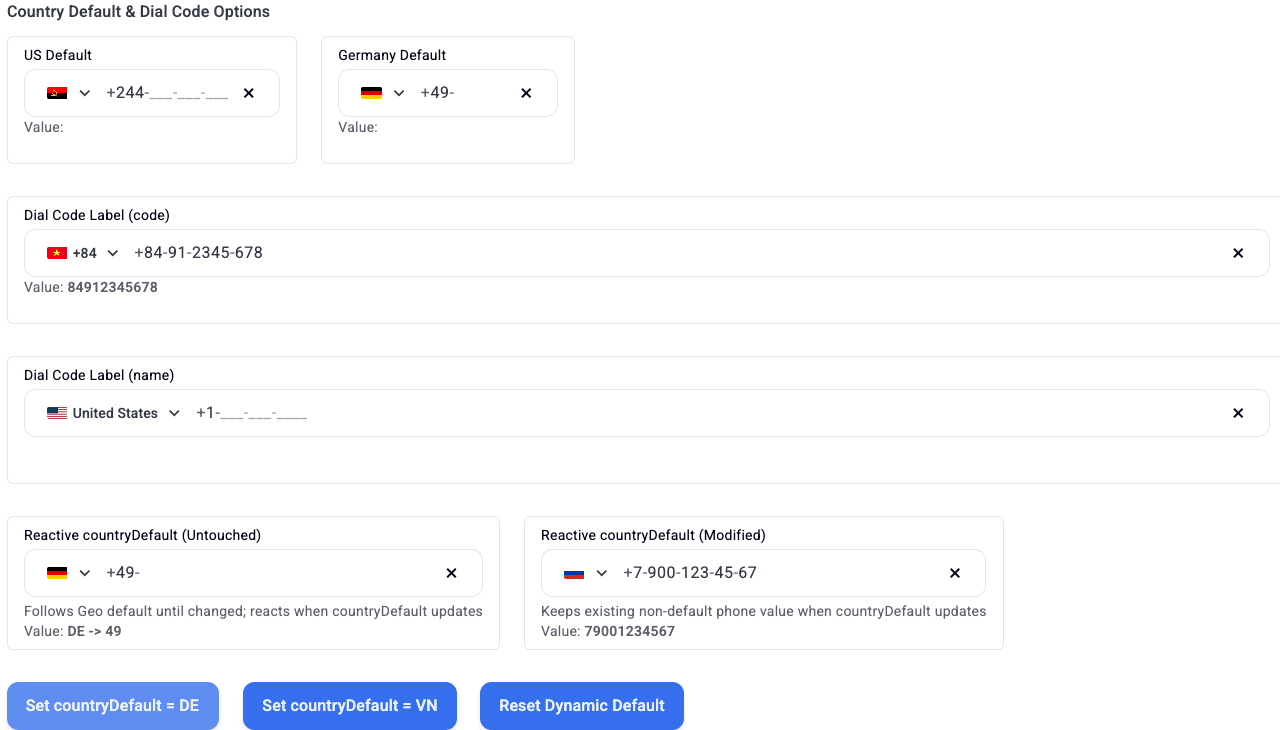 Country Default & Dial Code Options
US Default
+244-___-___-___
Value:
Germany Default
+49-
Value:
Dial Code Label (code)
+84 +84-91-2345-678
Value: 84912345678
Dial Code Label (name)
United States +1-___-___-____
Reactive countryDefault (Untouched)
+49-
Follows Geo default until changed; reacts when countryDefault updates
Value: DE -> 49
Reactive countryDefault (Modified)
+7-900-123-45-67
Keeps existing non-default phone value when countryDefault updates
Value: 79001234567
Set countryDefault = DE
Set countryDefault = VN
Reset Dynamic Default